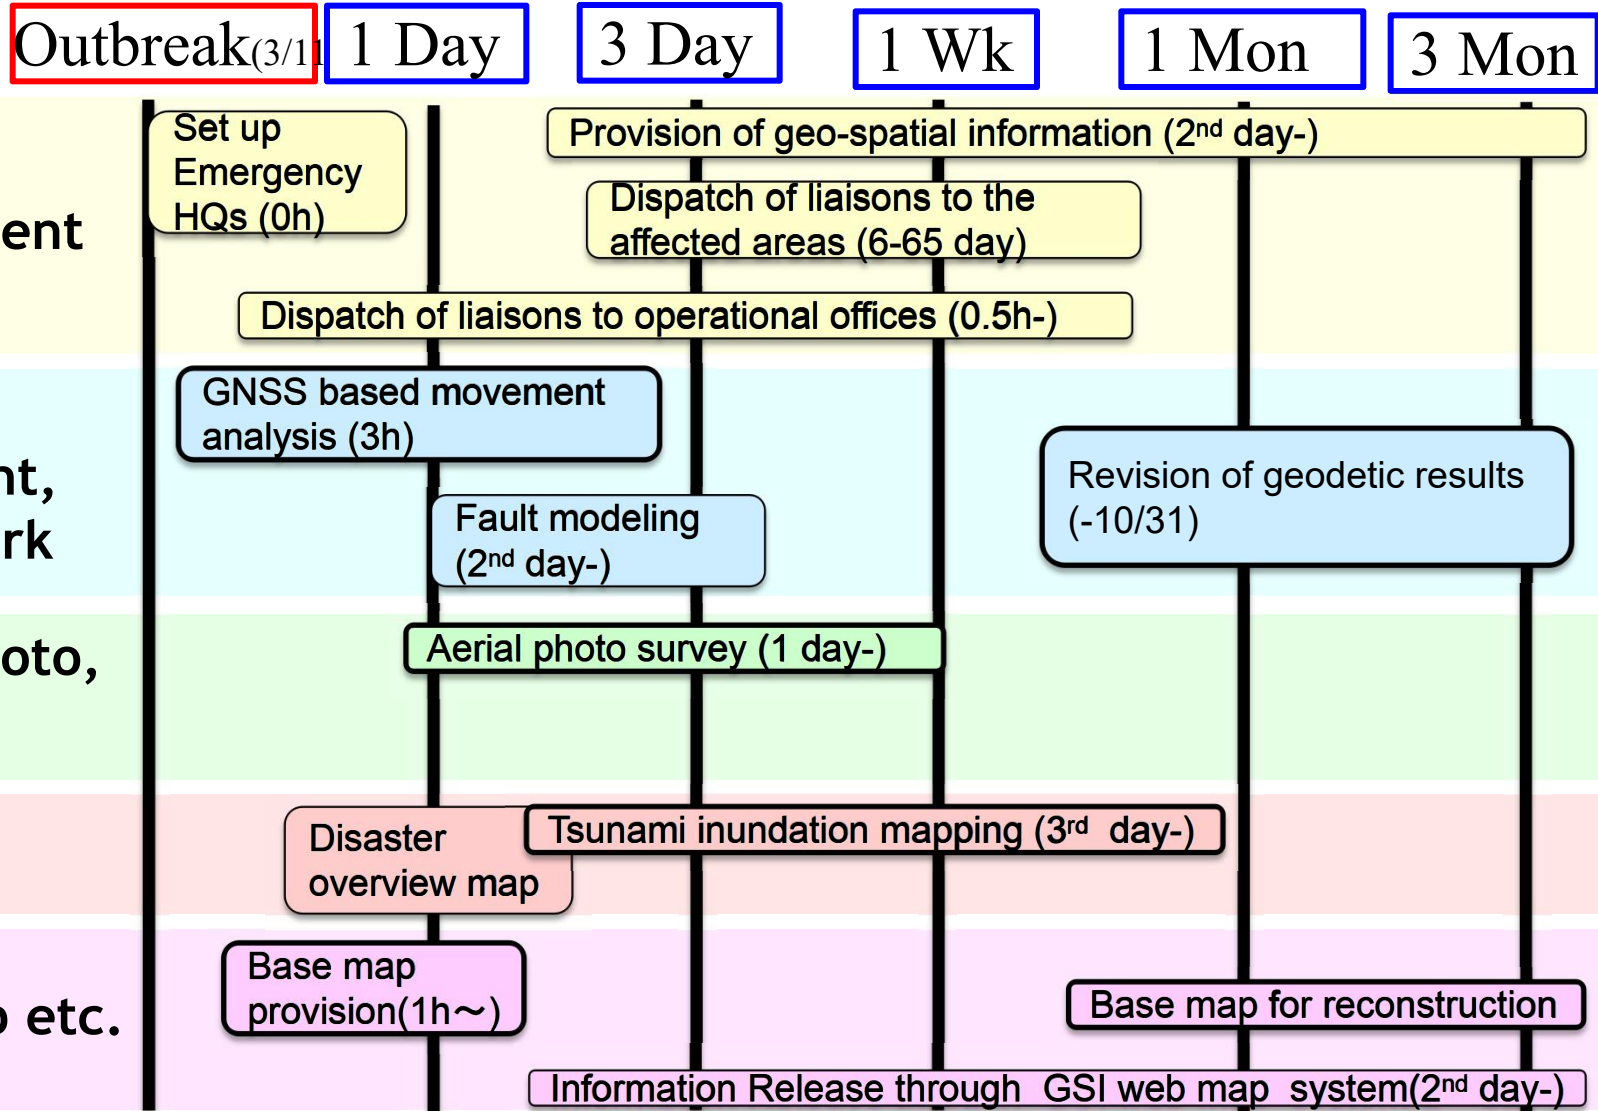 Outbreak(3/11
1 Day
3 Day
1 Wk
1 Mon
3 Mon
Set up
Emergency
HQs (0h)
Provision of geo-spatial information (2nd day-)
Dispatch of liaisons to the
affected areas (6-65 day)
ent
Dispatch of liaisons to operational offices (0.5h-)
GNSS based movement
analysis (3h)
nt,
rk
Revision of geodetic results
(-10/31)
Fault modeling
(2nd day-)
oto,
Aerial photo survey (1 day-)
Disaster
overview map
Tsunami inundation mapping (3rd day-)
Base map
provision(1h～)
etc.
Base map for reconstruction
Information Release through GSI web map system(2nd day-)